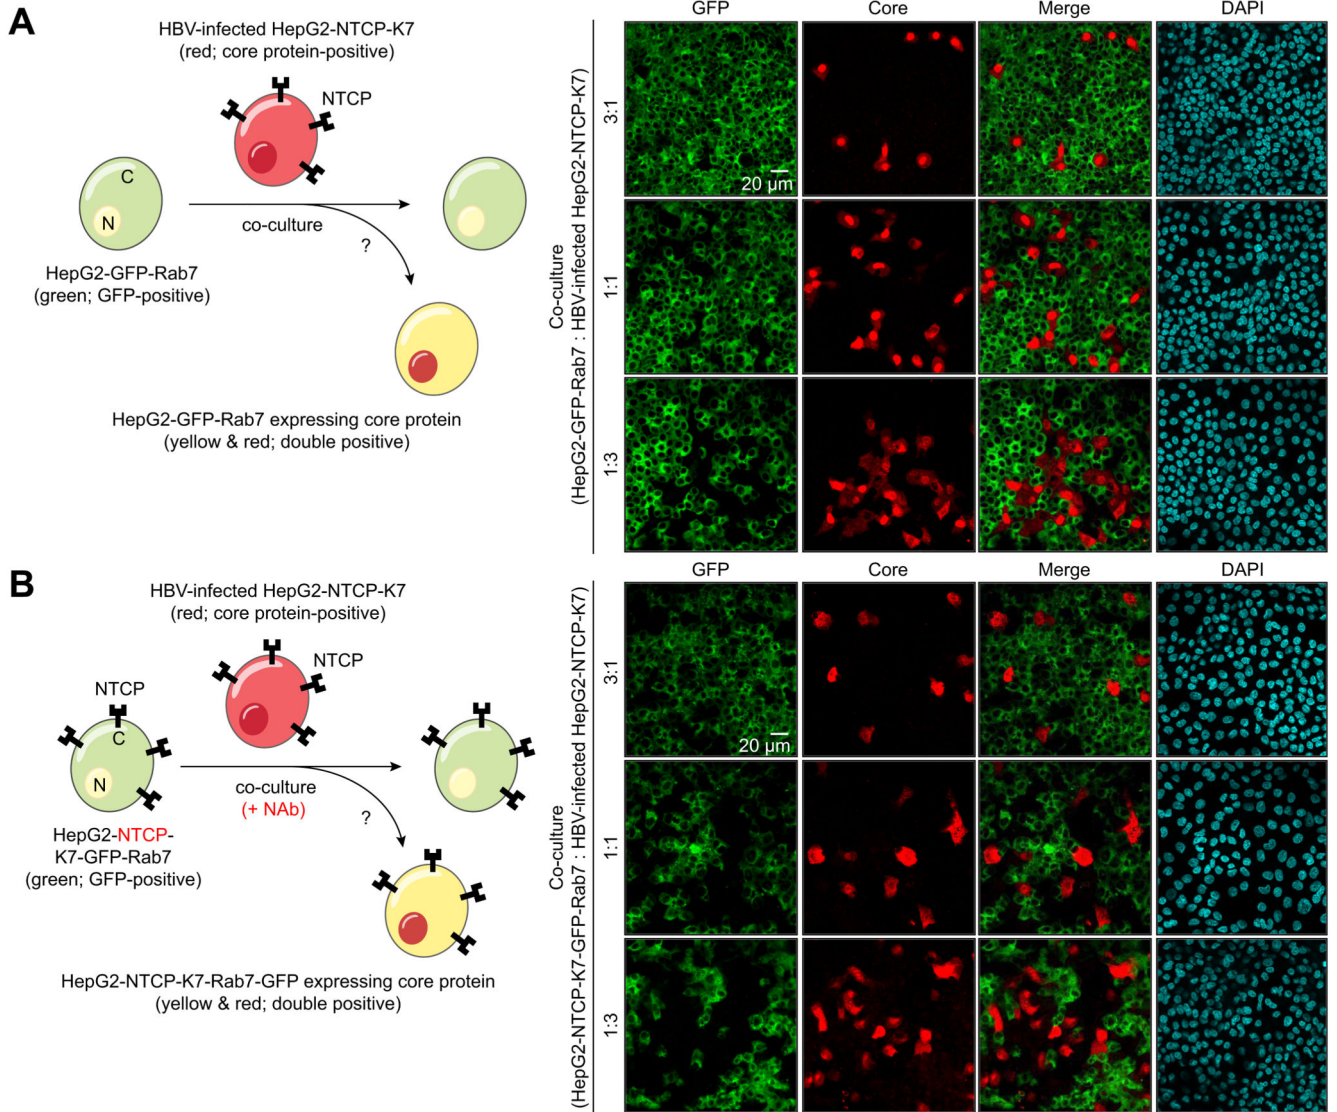 A
HBV-infected HepG2-NTCP-K7
(red; core protein-positive)
NTCP
C
N
co-culture
?
HepG2-GFP-Rab7
(green; GFP-positive)
HepG2-GFP-Rab7 expressing core protein
(yellow & red; double positive)
GFP Core Merge DAPI
Co-culture
(HepG2-GFP-Rab7 : HBV-infected HepG2-NTCP-K7)
3:1
20 µm
1:1
1:3
B
HBV-infected HepG2-NTCP-K7
(red; core protein-positive)
NTCP
NTCP
C
N
co-culture
(+ NAb)
?
HepG2-NTCP-
K7-GFP-Rab7
(green; GFP-positive)
HepG2-NTCP-K7-Rab7-GFP expressing core protein
(yellow & red; double positive)
GFP Core Merge DAPI
Co-culture
(HepG2-NTCP-K7-GFP-Rab7 : HBV-infected HepG2-NTCP-K7)
3:1
20 µm
1:1
1:3